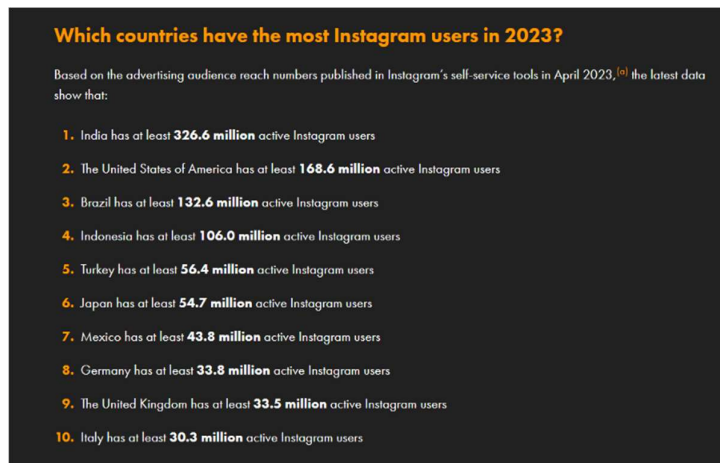 Which countries have the most Instagram users in 2023?
Based on the advertising audience reach numbers published in Instagram's self-service tools in April 2023,(a) the latest data
show that:
1. India has at least 326.6 million active Instagram users
2. The United States of America has at least 168.6 million active Instagram users
3. Brazil has at least 132.6 million active Instagram users
4. Indonesia has at least 106.0 million active Instagram users
5. Turkey has at least 56.4 million active Instagram users
6. Japan has at least 54.7 million active Instagram users
7. Mexico has at least 43.8 million active Instagram users
8. Germany has at least 33.8 million active Instagram users
9. The United Kingdom has at least 33.5 million active Instagram users
10. Italy has at least 30.3 million active Instagram users